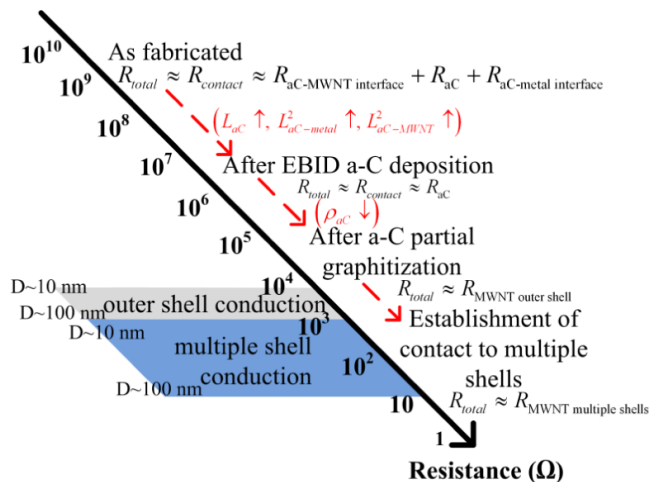 10^10
As fabricated
10^9
R_total ≈ R_contact ≈ R_aC-MWNT interface + R_aC + R_aC-metal interface
10^8
(L_aC ↑, L^2_aC-metal ↑, L^2_aC-MWNT ↑)
10^7
After EBID a-C deposition
R_total ≈ R_contact ≈ R_aC
10^6
(ρ_aC ↓)
10^5
After a-C partial
graphitization
10^4
D~10 nm
R_total ≈ R_MWNT outer shell
outer shell conduction
D~100 nm
10^3
Establishment of
contact to multiple
shells
D~10 nm
multiple shell
conduction
10^2
D~100 nm
10
R_total ≈ R_MWNT multiple shells
1
Resistance (Ω)